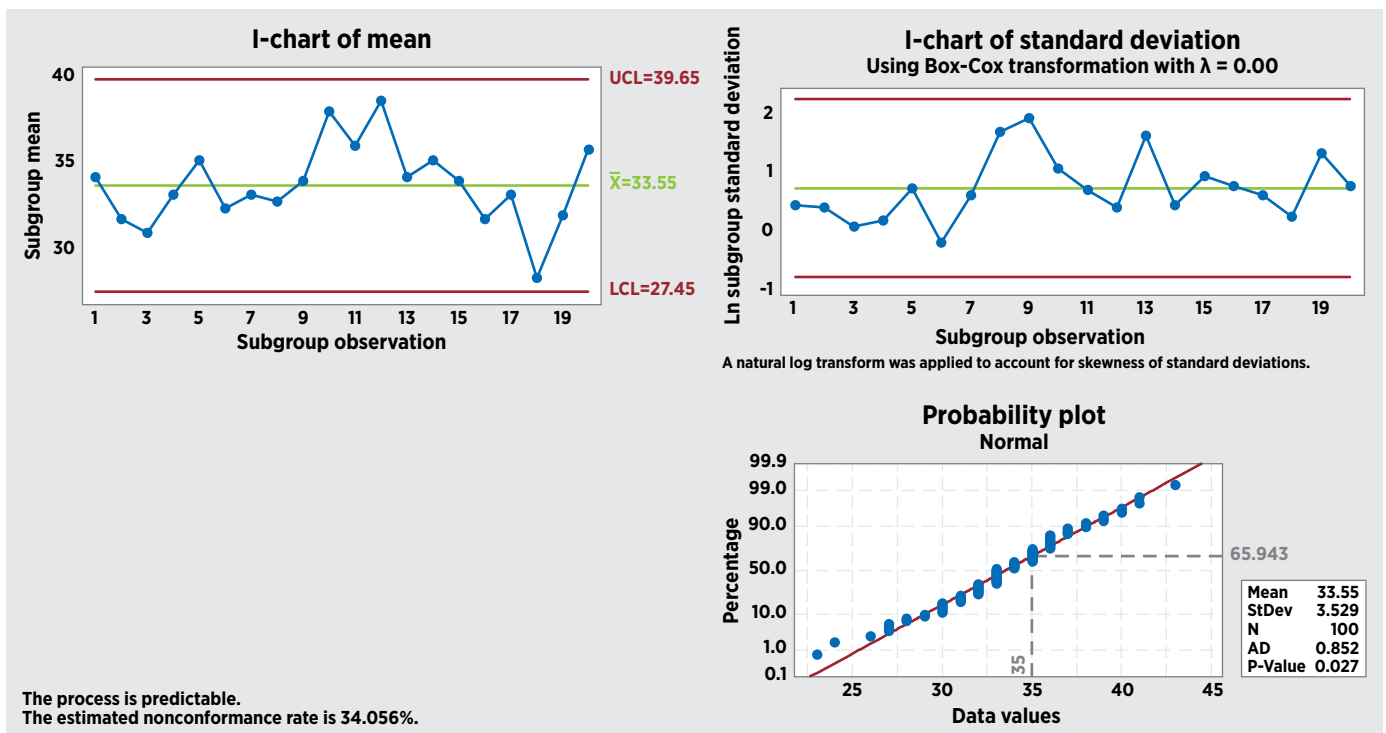 I-chart of mean
40
35
30
Subgroup mean
UCL=39.65
X̅=33.55
LCL=27.45
1 3 5 7 9 11 13 15 17 19
Subgroup observation
I-chart of standard deviation
Using Box-Cox transformation with λ = 0.00
2
1
0
-1
Ln subgroup standard deviation
1 3 5 7 9 11 13 15 17 19
Subgroup observation
A natural log transform was applied to account for skewness of standard deviations.
Probability plot
Normal
99.9
99.0
90.0
50.0
10.0
1.0
0.1
Percentage
65.943
35
25 30 35 40 45
Data values
Mean 33.55
StDev 3.529
N 100
AD 0.852
P-Value 0.027
The process is predictable.
The estimated nonconformance rate is 34.056%.